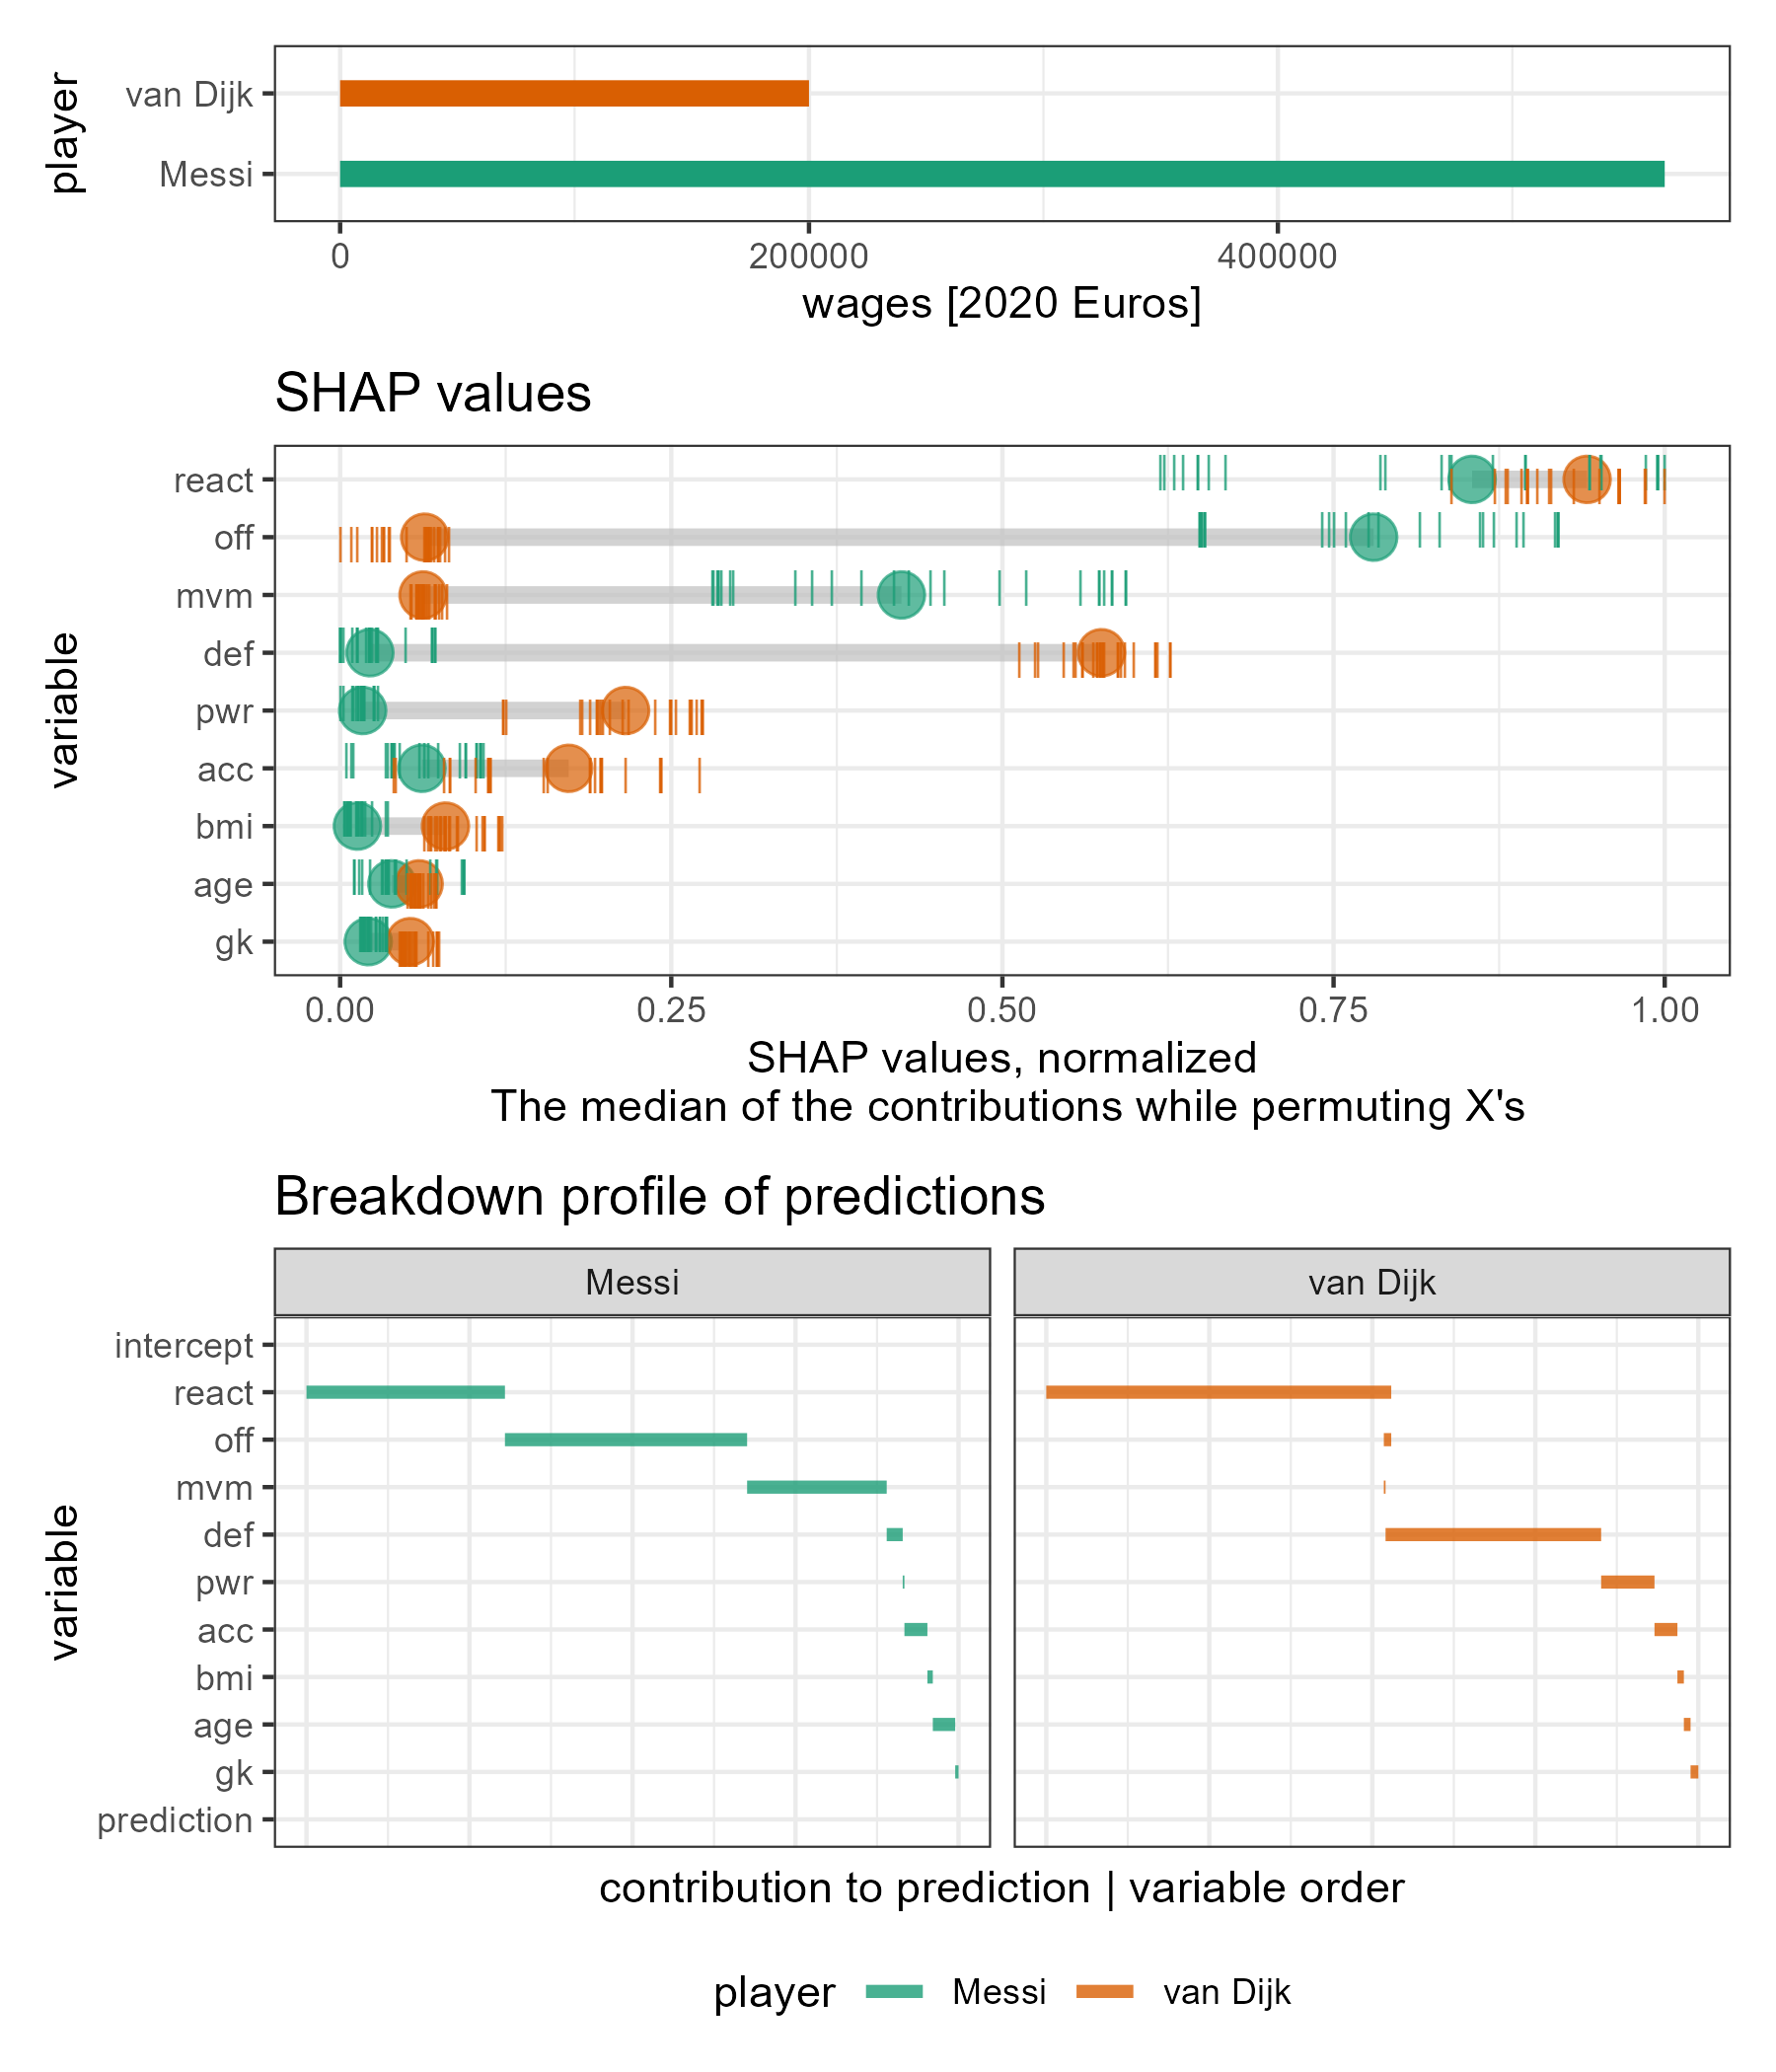 player
van Dijk
Messi
0 200000 400000
wages [2020 Euros]
SHAP values
variable
react
off
mvm
def
pwr
acc
bmi
age
gk
0.00 0.25 0.50 0.75 1.00
SHAP values, normalized
The median of the contributions while permuting X's
Breakdown profile of predictions
Messi van Dijk
variable
intercept
react
off
mvm
def
pwr
acc
bmi
age
gk
prediction
contribution to prediction | variable order
player Messi van Dijk